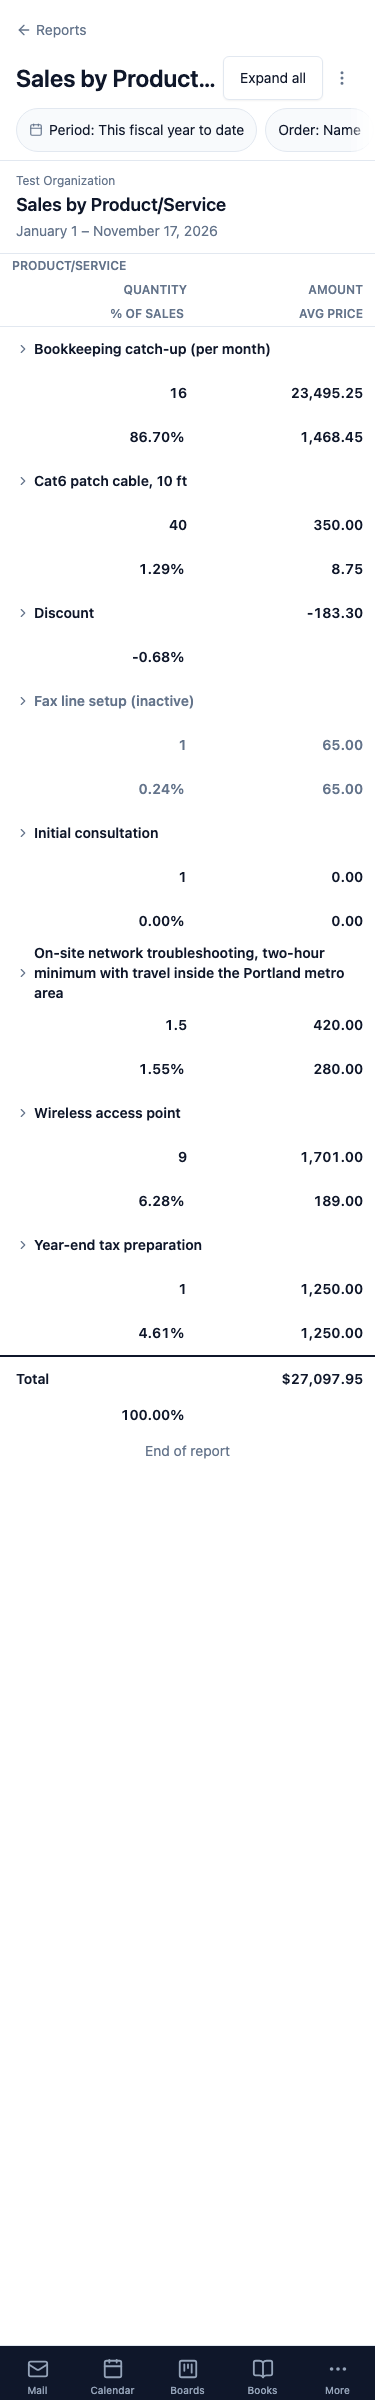 Reports
Sales by Product...
Expand all
Period: This fiscal year to date
Order: Name
Test Organization
Sales by Product/Service
January 1 – November 17, 2026
PRODUCT/SERVICE
QUANTITY AMOUNT
% OF SALES AVG PRICE
Bookkeeping catch-up (per month)
16 23,495.25
86.70% 1,468.45
Cat6 patch cable, 10 ft
40 350.00
1.29% 8.75
Discount -183.30
-0.68%
Fax line setup (inactive)
1 65.00
0.24% 65.00
Initial consultation
1 0.00
0.00% 0.00
On-site network troubleshooting, two-hour
minimum with travel inside the Portland metro
area
1.5 420.00
1.55% 280.00
Wireless access point
9 1,701.00
6.28% 189.00
Year-end tax preparation
1 1,250.00
4.61% 1,250.00
Total $27,097.95
100.00%
End of report
Mail Calendar Boards Books More